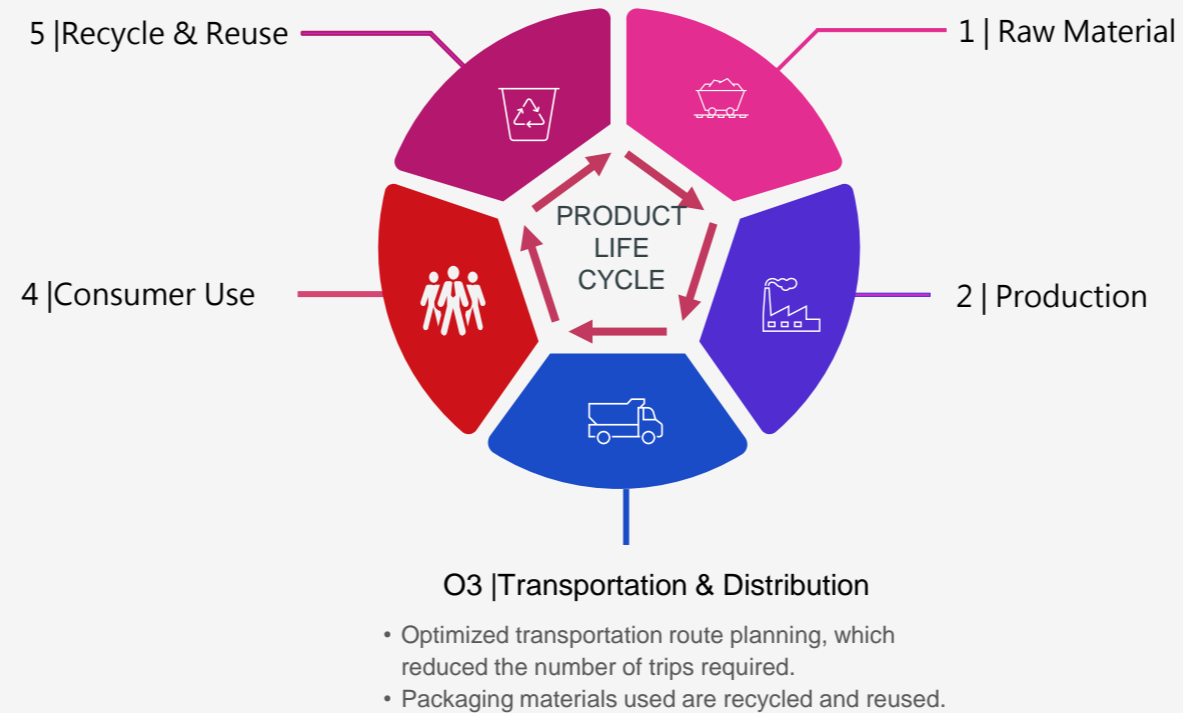 5 |Recycle & Reuse
1 | Raw Material
PRODUCT
LIFE
CYCLE
4 |Consumer Use
2 | Production
O3 |Transportation & Distribution
• Optimized transportation route planning, which
reduced the number of trips required.
• Packaging materials used are recycled and reused.